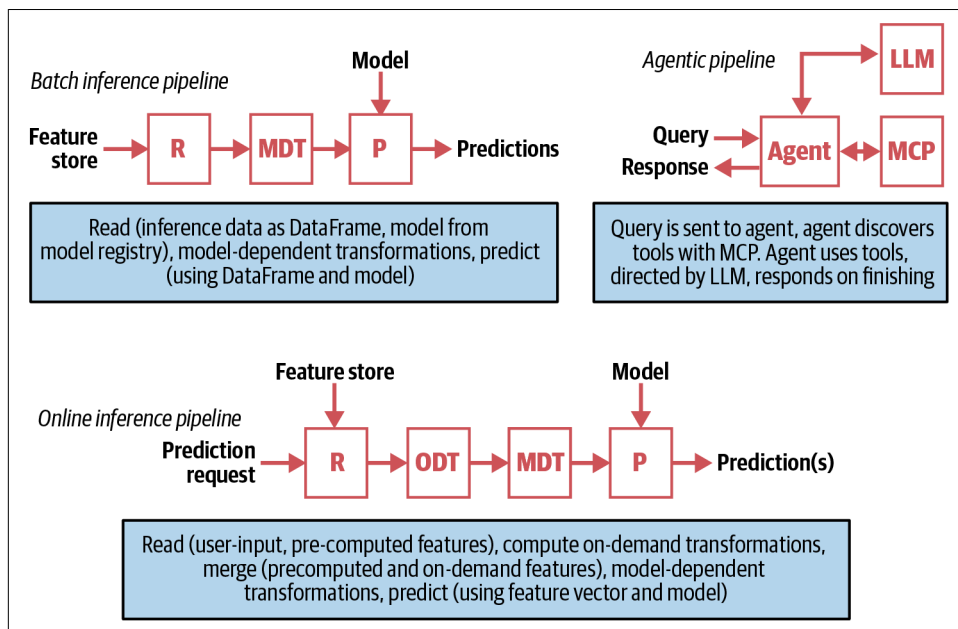 Batch inference pipeline
Model
Feature
store
R
MDT
P
Predictions
Read (inference data as DataFrame, model from
model registry), model-dependent transformations, predict
(using DataFrame and model)
Agentic pipeline
LLM
Query
Response
Agent
MCP
Query is sent to agent, agent discovers
tools with MCP. Agent uses tools,
directed by LLM, responds on finishing
Online inference pipeline
Feature store
Model
Prediction
request
R
ODT
MDT
P
Prediction(s)
Read (user-input, pre-computed features), compute on-demand transformations,
merge (precomputed and on-demand features), model-dependent
transformations, predict (using feature vector and model)